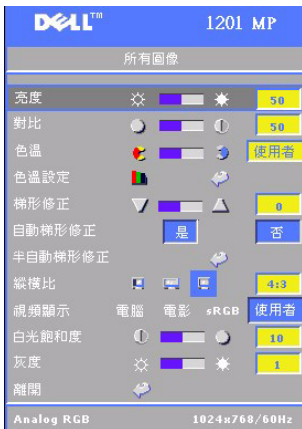 DELL™ 1201 MP
所有圖像
亮度 50
對比 50
色溫 使用者
色溫設定
梯形修正 0
自動梯形修正 是 否
半自動梯形修正
縱橫比 4:3
視頻顯示 電腦 電影 sRGB 使用者
白光飽和度 10
灰度 1
離開
Analog RGB 1024x768/60Hz